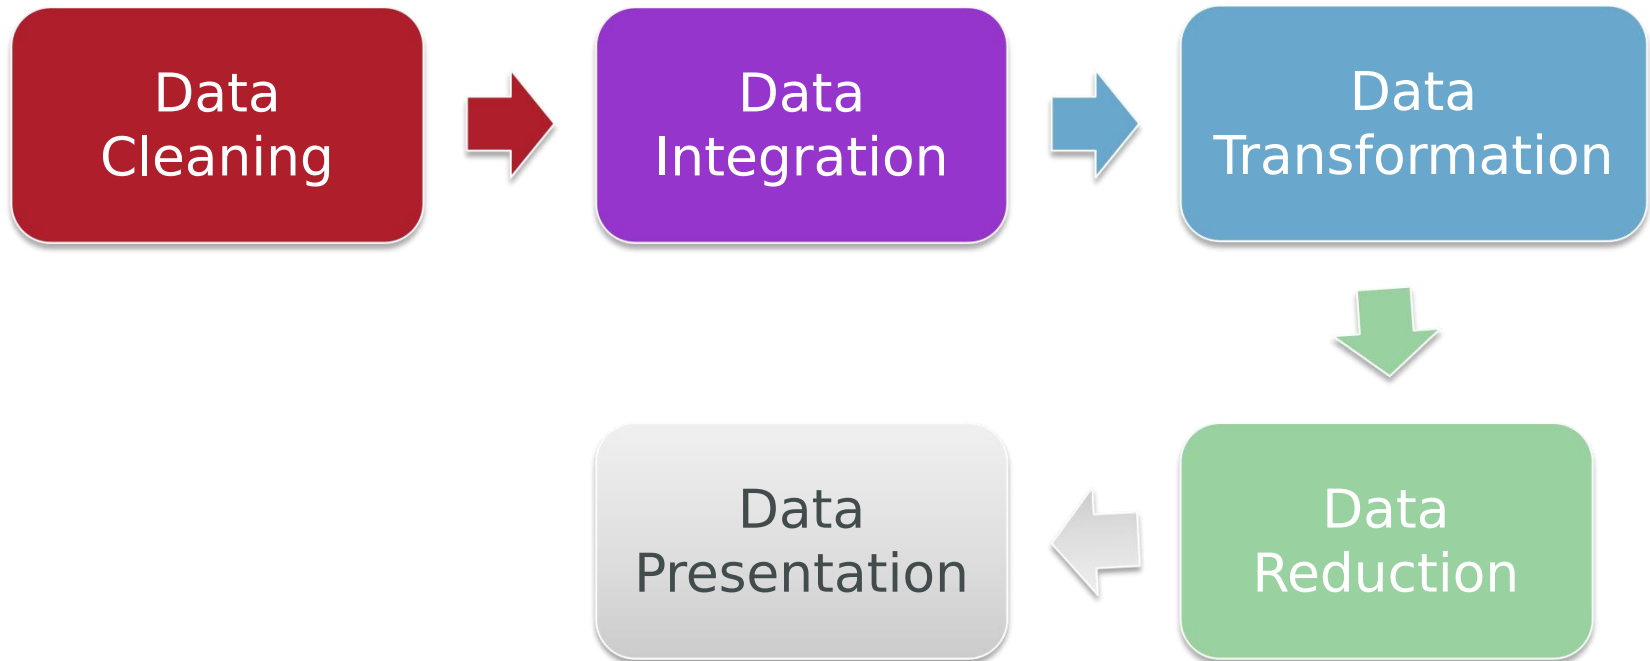 Data
Cleaning
Data
Integration
Data
Transformation
Data
Reduction
Data
Presentation